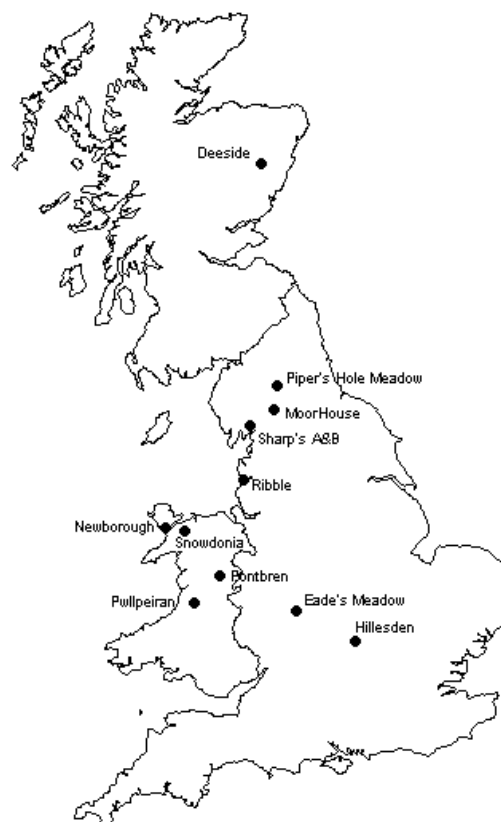 Deeside
Piper's Hole Meadow
MoorHouse
Sharp's A&B
Ribble
Newborough
Snowdonia
Pontbren
Pwllpeiran
Eade's Meadow
Hillesden